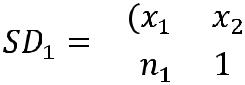 SD₁ = (x₁ x₂
n₁ 1